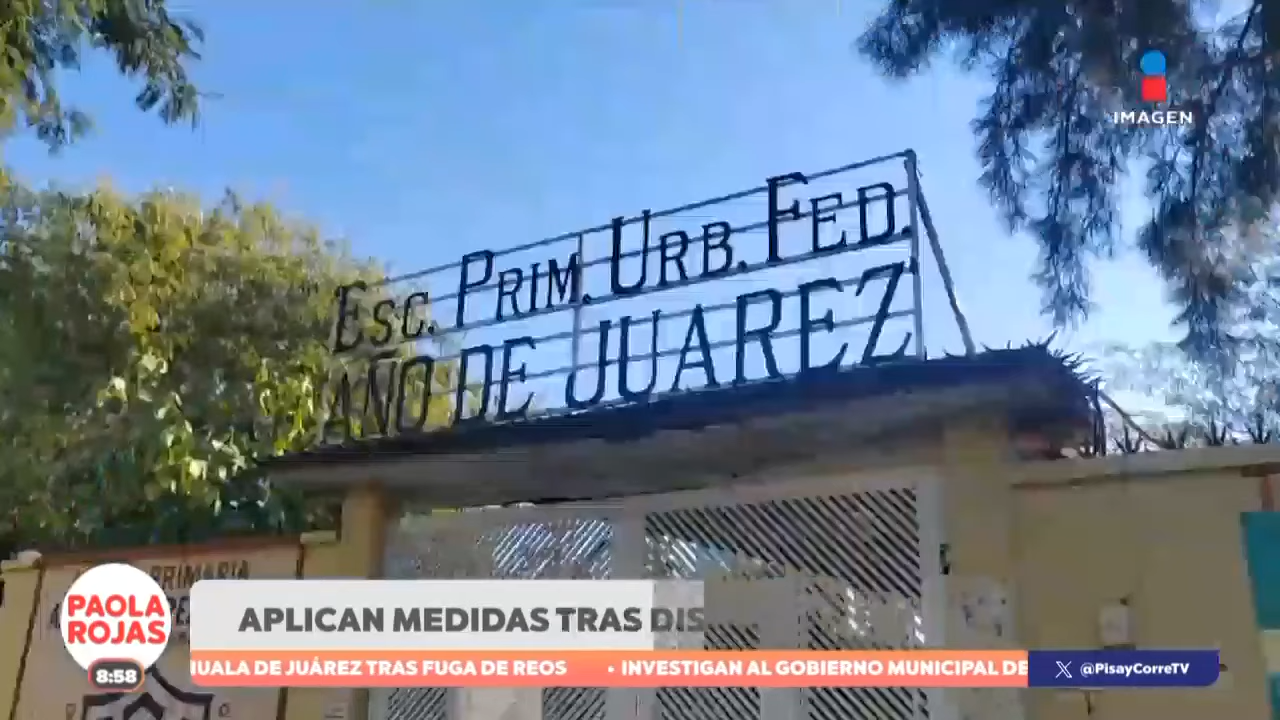 IMAGEN
ESC. PRIM. URB. FED.
AÑO DE JUAREZ
PRIMARIA
PAOLA
ROJAS
APLICAN MEDIDAS TRAS DIS
8:58
IUALA DE JUÁREZ TRAS FUGA DE REOS • INVESTIGAN AL GOBIERNO MUNICIPAL DE
@PisayCorreTV